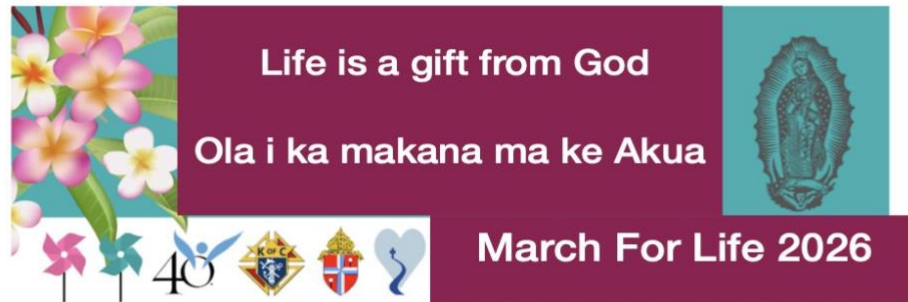 Life is a gift from God
Ola i ka makana ma ke Akua
40
K OF C
March For Life 2026